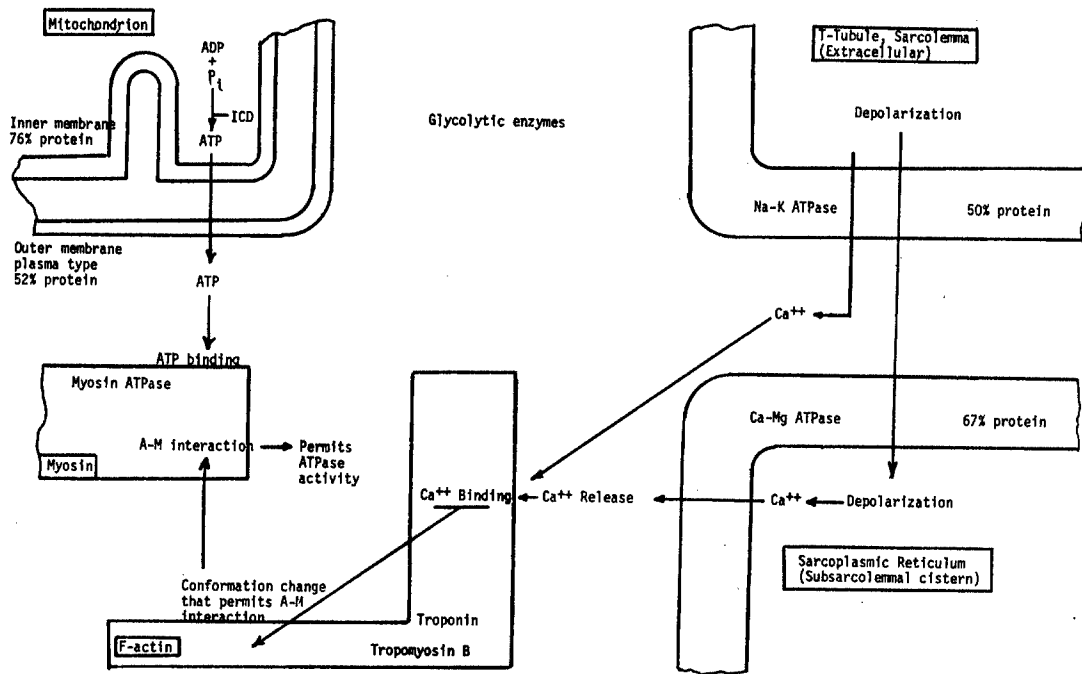 Mitochondrion
ADP
+
Pi
ICD
ATP
Inner membrane
76% protein
Outer membrane
plasma type
52% protein
ATP
ATP binding
Myosin ATPase
A-M interaction
Permits
ATPase
activity
Myosin
Conformation change
that permits A-M
interaction
F-actin
Glycolytic enzymes
T-Tubule, Sarcolemma
(Extracellular)
Depolarization
Na-K ATPase
50% protein
Ca++
Ca-Mg ATPase
67% protein
Ca++ Binding
Ca++ Release
Ca++
Depolarization
Sarcoplasmic Reticulum
(Subsarcolemmal cistern)
Troponin
Tropomyosin B